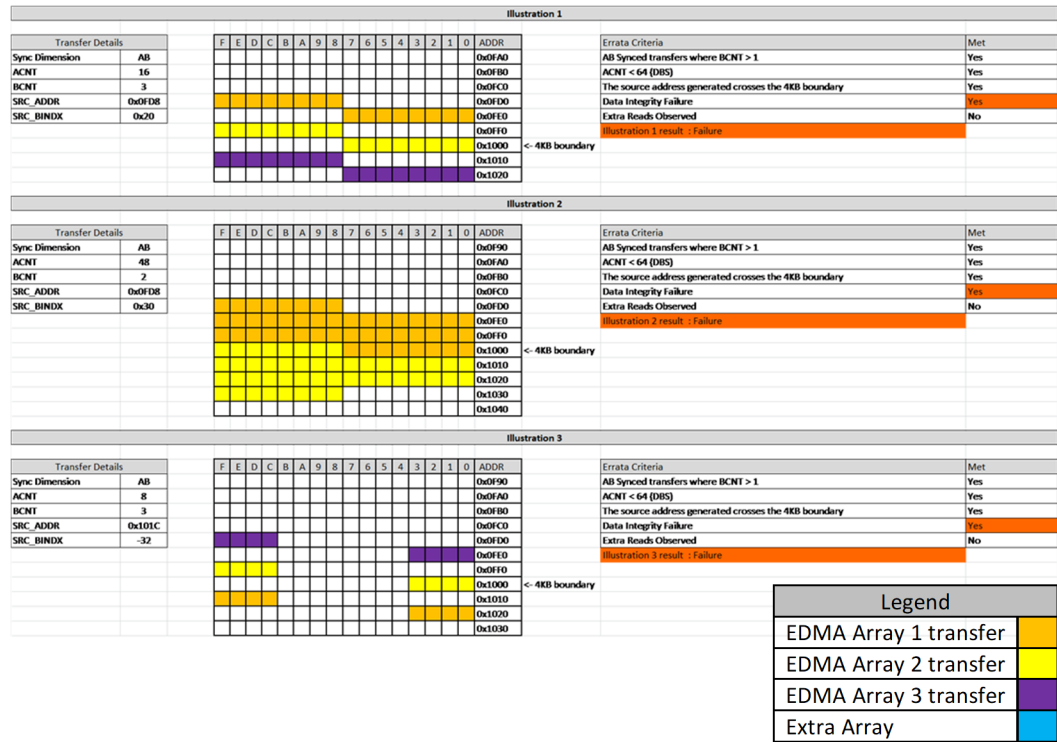 Illustration 1
Transfer Details F E D C B A 9 8 7 6 5 4 3 2 1 0 ADDR Errata Criteria Met
Sync Dimension AB 0x0FA0 AB Synced transfers where BCNT > 1 Yes
ACNT 16 0x0FB0 ACNT < 64 (DBS) Yes
BCNT 3 0x0FC0 The source address generated crosses the 4KB boundary Yes
SRC_ADDR 0x0FD8 0x0FD0 Data Integrity Failure Yes
SRC_BINDX 0x20 0x0FE0 Extra Reads Observed No
0x0FF0 Illustration 1 result : Failure
0x1000 <- 4KB boundary
0x1010
0x1020
Illustration 2
Transfer Details F E D C B A 9 8 7 6 5 4 3 2 1 0 ADDR Errata Criteria Met
Sync Dimension AB 0x0F90 AB Synced transfers where BCNT > 1 Yes
ACNT 48 0x0FA0 ACNT < 64 (DBS) Yes
BCNT 2 0x0FB0 The source address generated crosses the 4KB boundary Yes
SRC_ADDR 0x0FD8 0x0FC0 Data Integrity Failure Yes
SRC_BINDX 0x30 0x0FD0 Extra Reads Observed No
0x0FE0 Illustration 2 result : Failure
0x0FF0
0x1000 <- 4KB boundary
0x1010
0x1020
0x1030
0x1040
Illustration 3
Transfer Details F E D C B A 9 8 7 6 5 4 3 2 1 0 ADDR Errata Criteria Met
Sync Dimension AB 0x0F90 AB Synced transfers where BCNT > 1 Yes
ACNT 8 0x0FA0 ACNT < 64 (DBS) Yes
BCNT 3 0x0FB0 The source address generated crosses the 4KB boundary Yes
SRC_ADDR 0x101C 0x0FC0 Data Integrity Failure Yes
SRC_BINDX -32 0x0FD0 Extra Reads Observed No
0x0FE0 Illustration 3 result : Failure
0x0FF0
0x1000 <- 4KB boundary
0x1010
0x1020
0x1030
Legend
EDMA Array 1 transfer
EDMA Array 2 transfer
EDMA Array 3 transfer
Extra Array